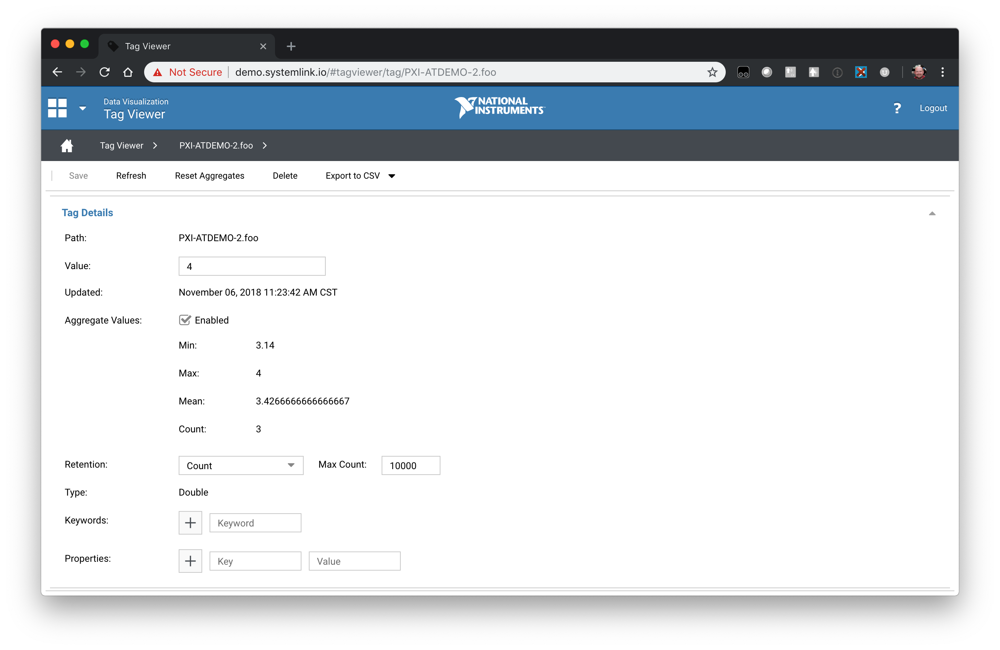 Tag Viewer
Not Secure demo.systemlink.io/#tagviewer/tag/PXI-ATDEMO-2.foo
Data Visualization
Tag Viewer
NATIONAL
INSTRUMENTS™
? Logout
Tag Viewer PXI-ATDEMO-2.foo
Save Refresh Reset Aggregates Delete Export to CSV
Tag Details
Path: PXI-ATDEMO-2.foo
Value: 4
Updated: November 06, 2018 11:23:42 AM CST
Aggregate Values: Enabled
Min: 3.14
Max: 4
Mean: 3.4266666666666667
Count: 3
Retention: Count Max Count: 10000
Type: Double
Keywords: + Keyword
Properties: + Key Value